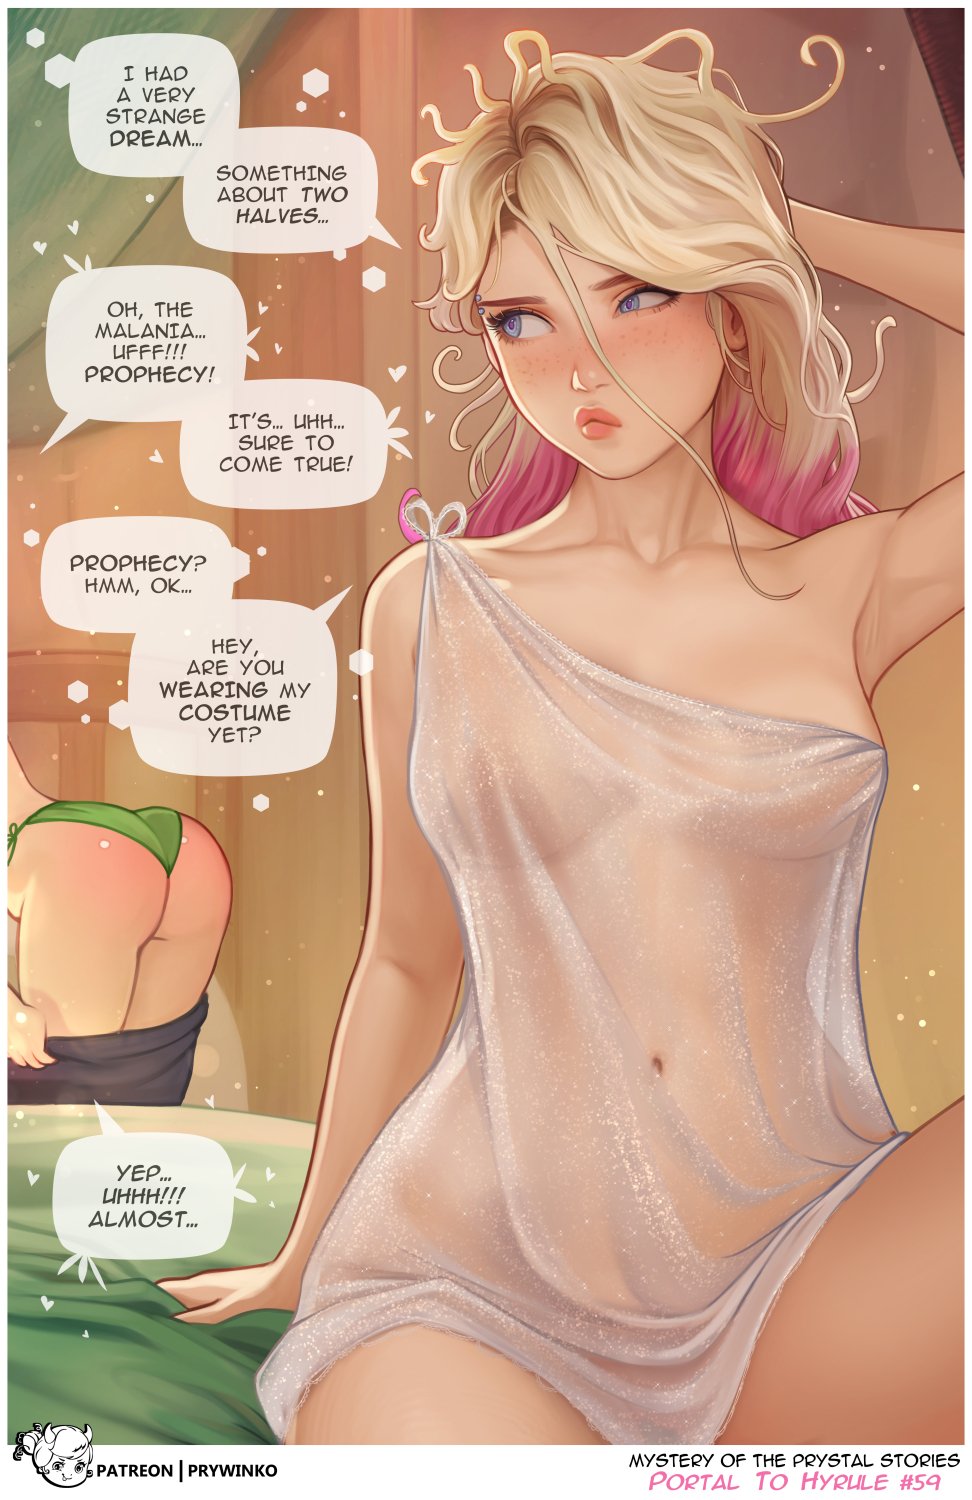 I HAD
A VERY
STRANGE
DREAM...
SOMETHING
ABOUT TWO
HALVES...
OH, THE
MALANIA...
UFFF!!!
PROPHECY!
IT'S... UHH...
SURE TO
COME TRUE!
PROPHECY?
HMM, OK...
HEY,
ARE YOU
WEARING MY
COSTUME
YET?
YEP...
UHHH!!!
ALMOST...
PATREON | PRYWINKO
MYSTERY OF THE PRYSTAL STORIES
PORTAL TO HYRULE #59